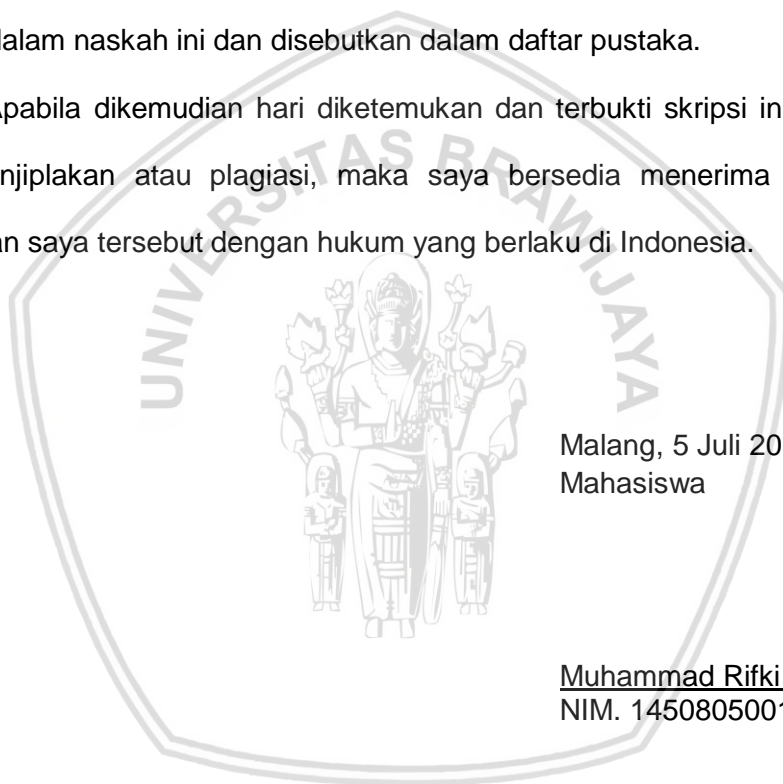 dalam naskah ini dan disebutkan dalam daftar pustaka.
Apabila dikemudian hari diketemukan dan terbukti skripsi in
njiplakan atau plagiasi, maka saya bersedia menerima
an saya tersebut dengan hukum yang berlaku di Indonesia.
UNIVERSITAS BRAWIJAYA
Malang, 5 Juli 20
Mahasiswa
Muhammad Rifki
NIM. 1450805001